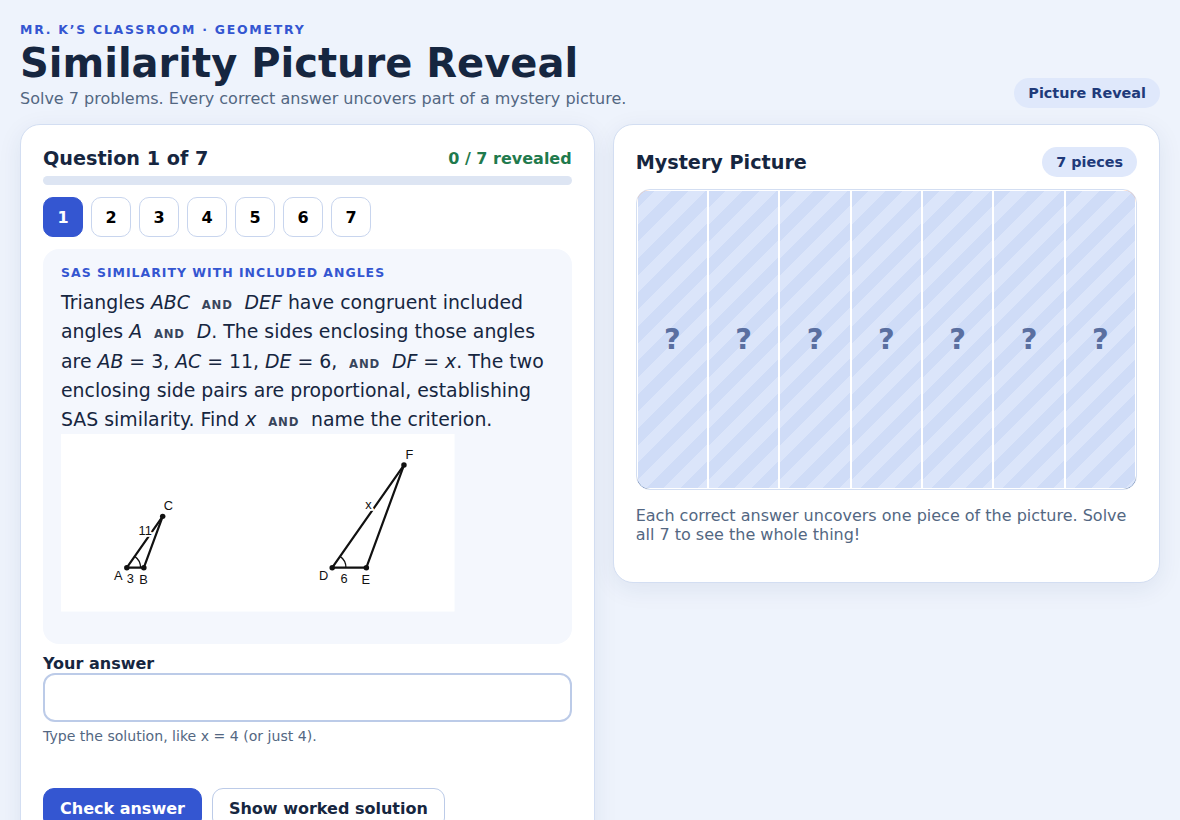 MR. K’S CLASSROOM · GEOMETRY
Similarity Picture Reveal
Solve 7 problems. Every correct answer uncovers part of a mystery picture.
Picture Reveal
Question 1 of 7
0 / 7 revealed
1 2 3 4 5 6 7
SAS SIMILARITY WITH INCLUDED ANGLES
Triangles ABC AND DEF have congruent included
angles A AND D. The sides enclosing those angles
are AB = 3, AC = 11, DE = 6, AND DF = x. The two
enclosing side pairs are proportional, establishing
SAS similarity. Find x AND name the criterion.
F
x
C
11
A 3 B
D 6 E
Your answer
Type the solution, like x = 4 (or just 4).
Check answer
Show worked solution
Mystery Picture
7 pieces
? ? ? ? ? ? ?
Each correct answer uncovers one piece of the picture. Solve
all 7 to see the whole thing!